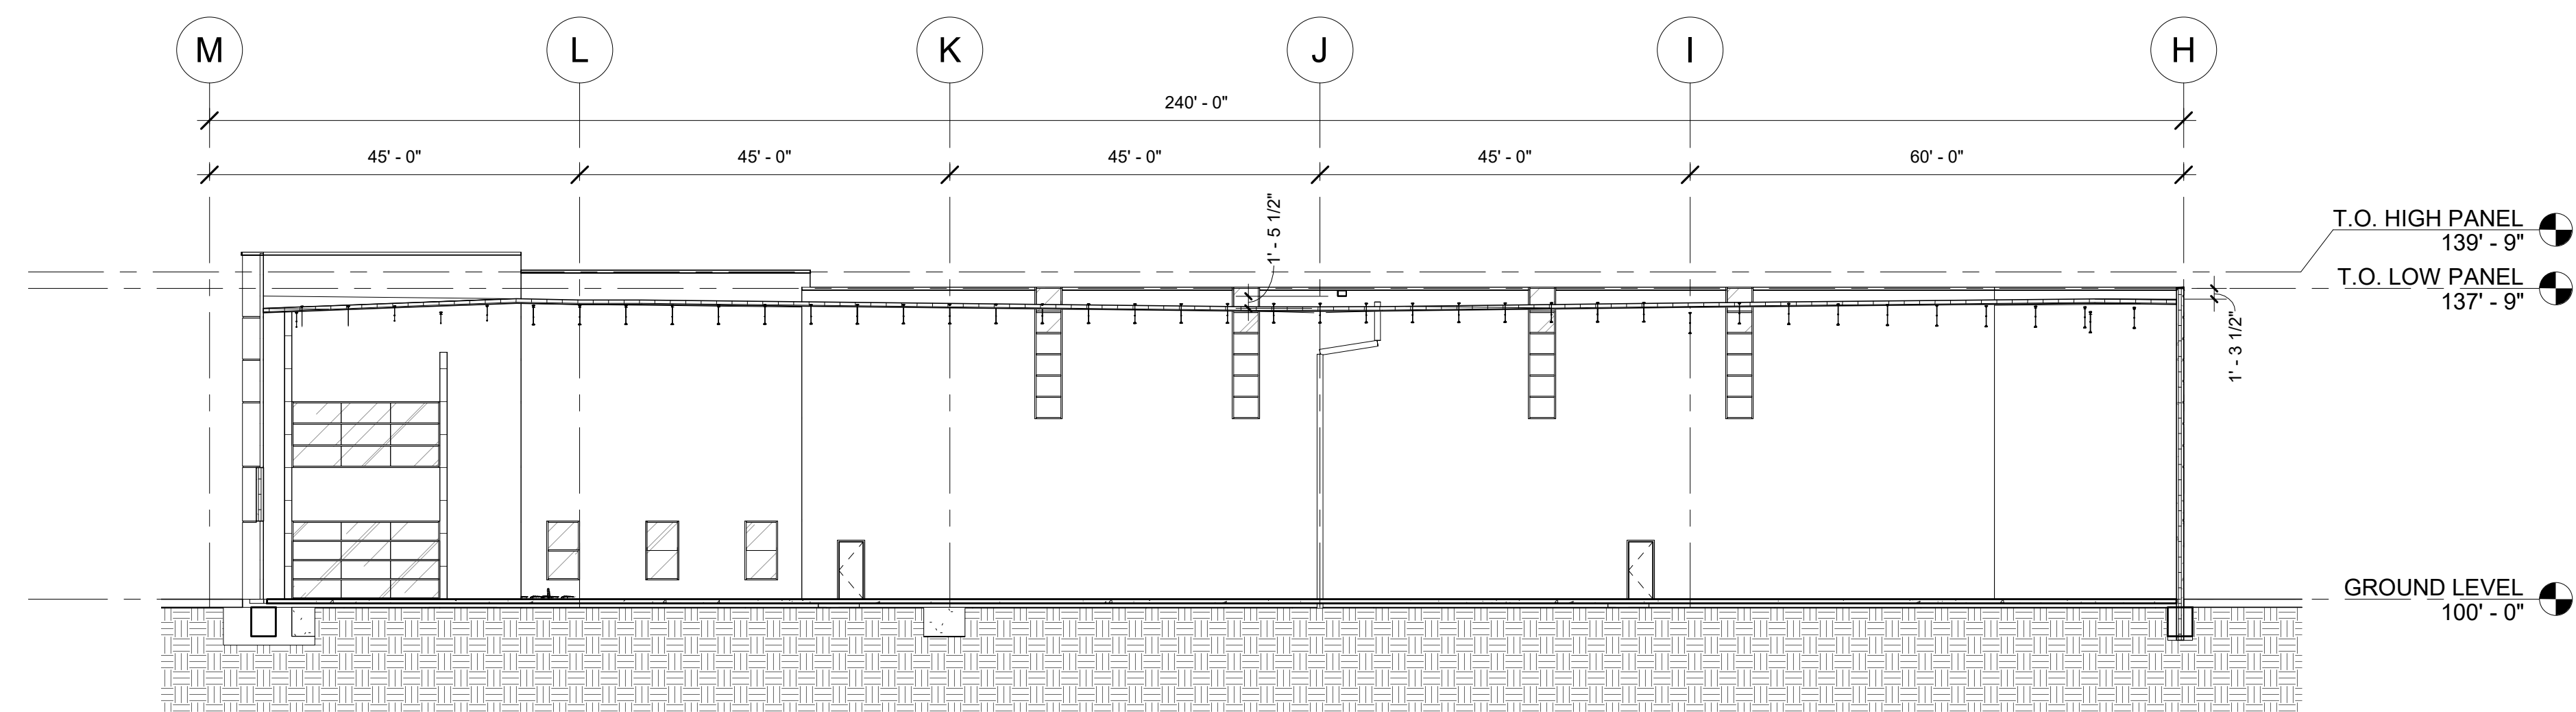 M
L
K
J
I
H
240' - 0"
45' - 0"
45' - 0"
45' - 0"
45' - 0"
60' - 0"
1' - 5 1/2"
T.O. HIGH PANEL
139' - 9"
T.O. LOW PANEL
137' - 9"
1' - 3 1/2"
GROUND LEVEL
100' - 0"